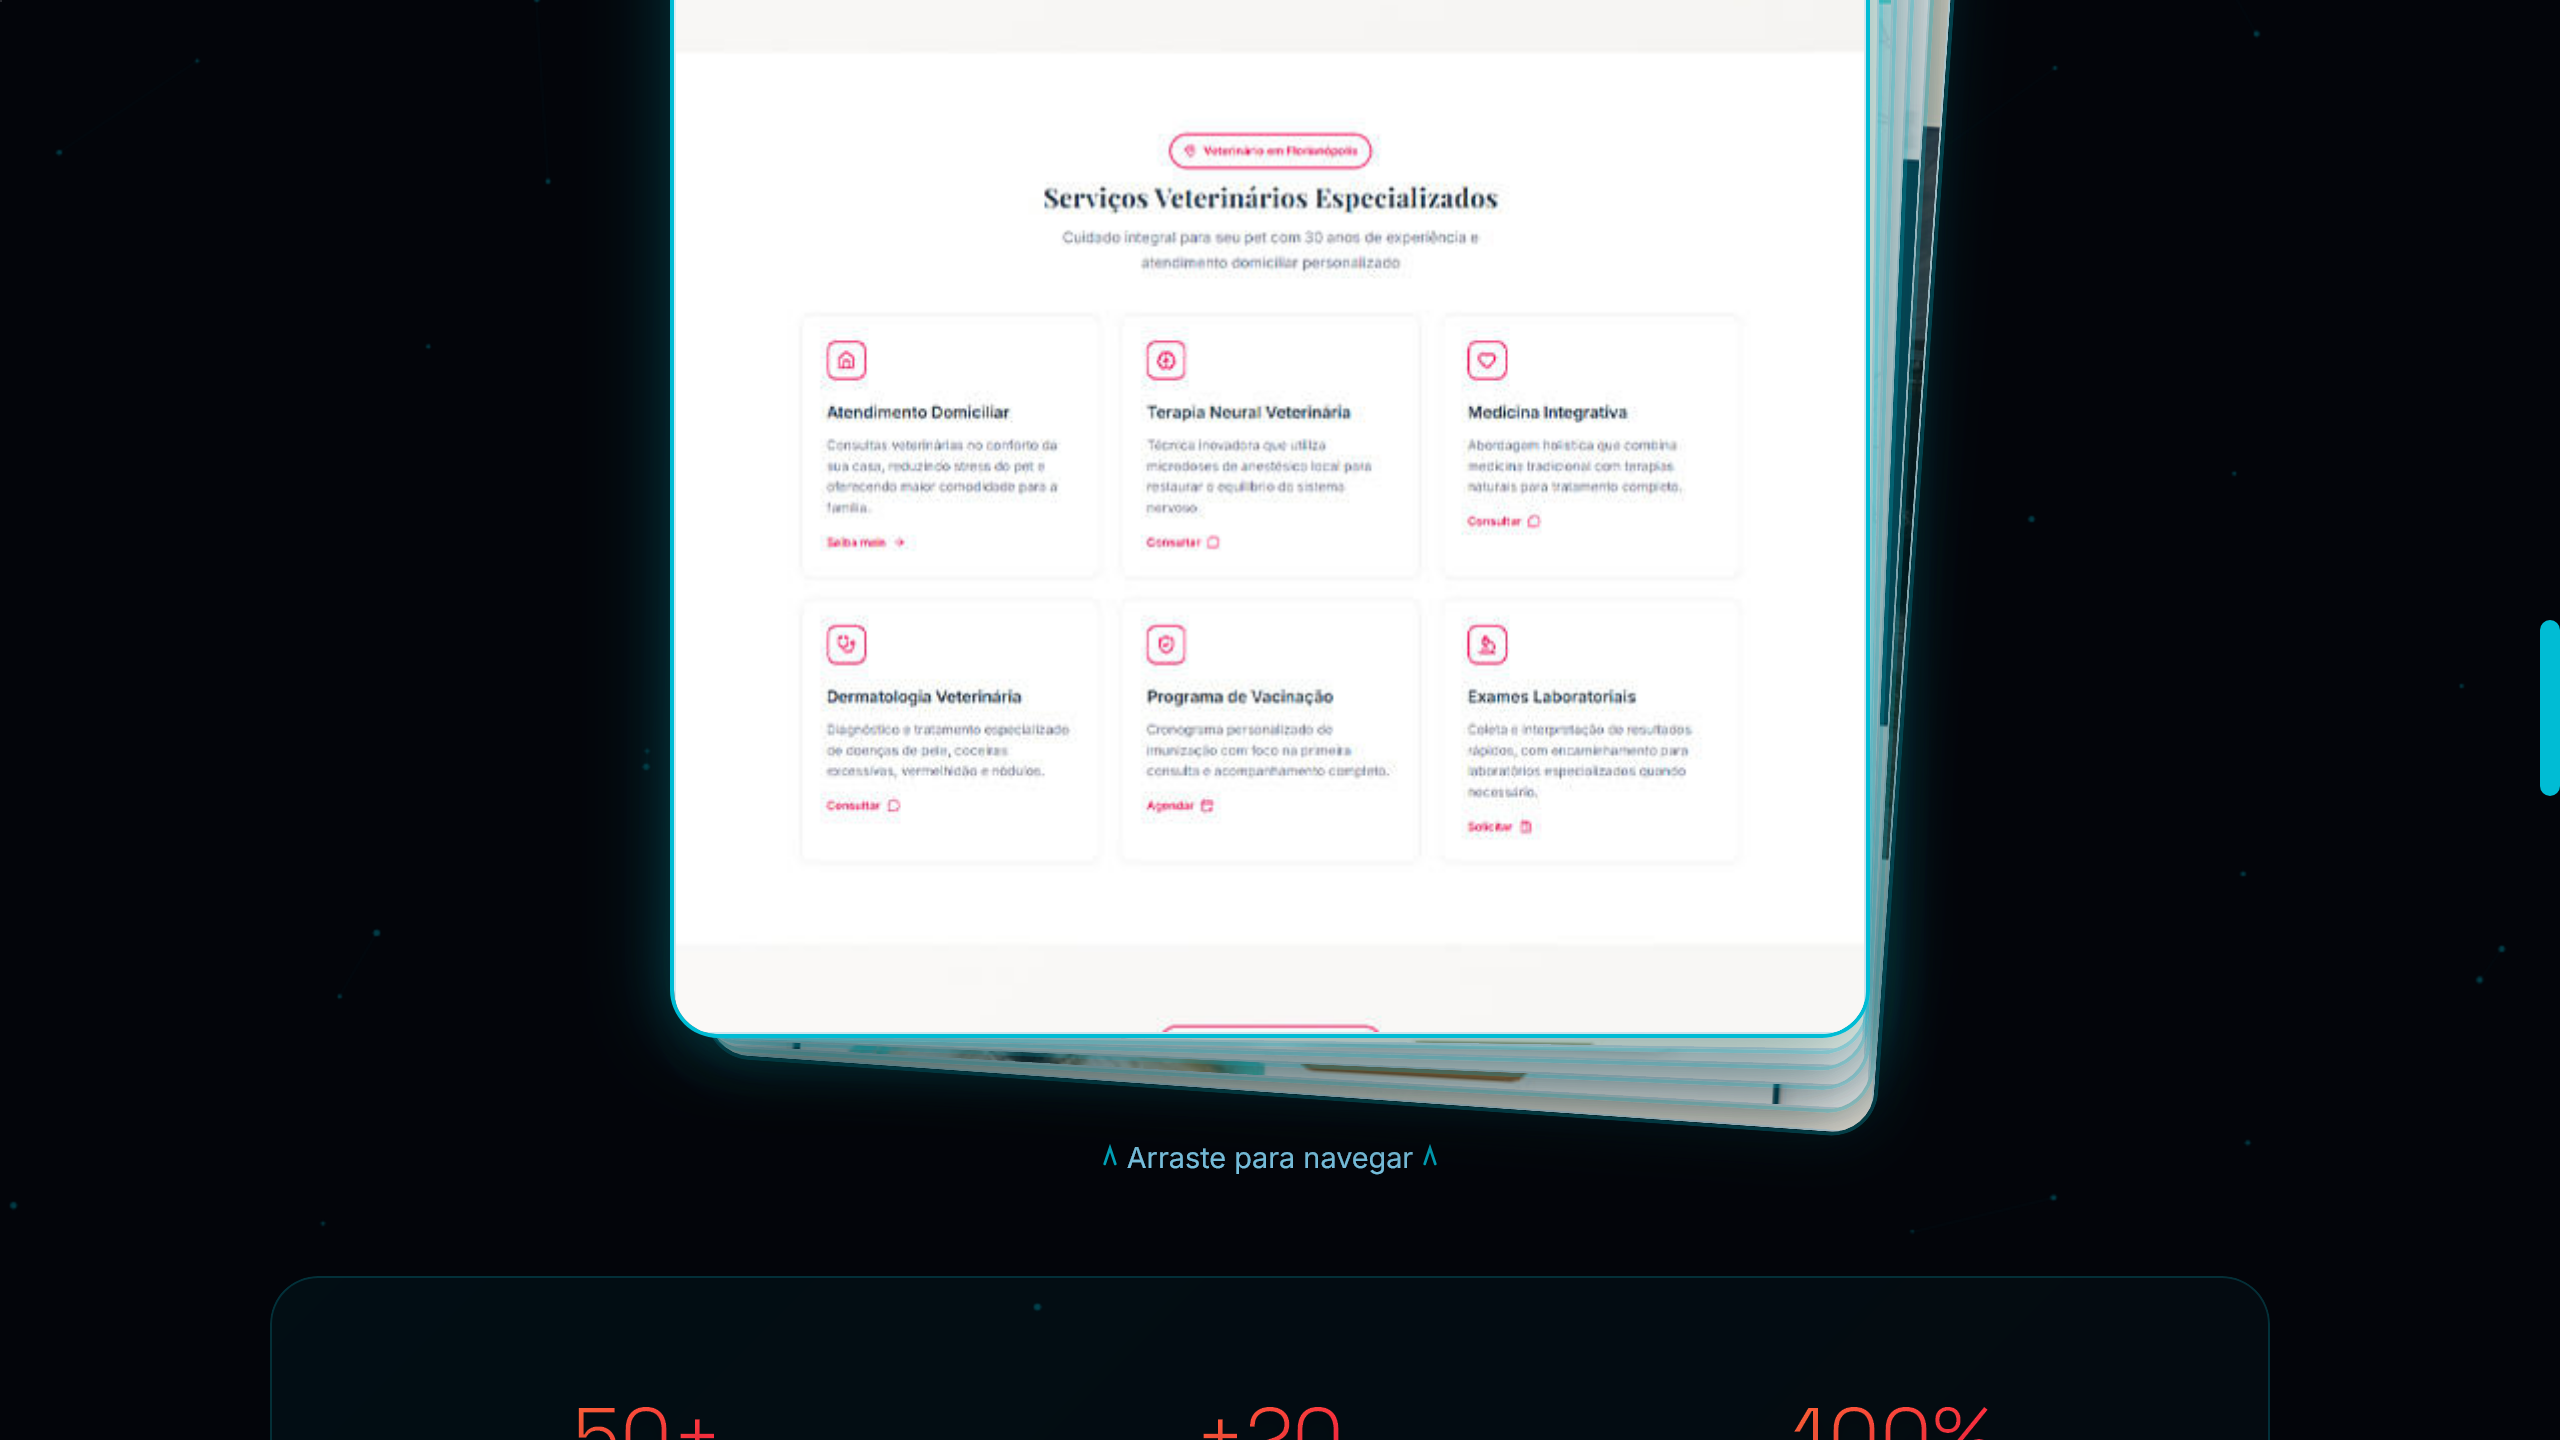 Veterinário em Florianópolis
Serviços Veterinários Especializados
Cuidado integral para seu pet com 30 anos de experiência e
atendimento domiciliar personalizado
Atendimento Domiciliar
Consultas veterinárias no conforto da
sua casa, reduzindo stress do pet e
oferecendo maior comodidade para a
família.
Saiba mais
Terapia Neural Veterinária
Técnica inovadora que utiliza
microdoses de anestésico local para
restaurar o equilíbrio do sistema
nervoso.
Consultar
Medicina Integrativa
Abordagem holística que combina
medicina tradicional com terapias
naturais para tratamento completo.
Consultar
Dermatologia Veterinária
Diagnóstico e tratamento especializado
de doenças de pele, coceiras
excessivas, vermelhidão e nódulos.
Consultar
Programa de Vacinação
Cronograma personalizado de
imunização com foco na primeira
consulta e acompanhamento completo.
Agendar
Exames Laboratoriais
Coleta e interpretação de resultados
rápidos, com encaminhamento para
laboratórios especializados quando
necessário.
Solicitar
Arraste para navegar
50+
100%